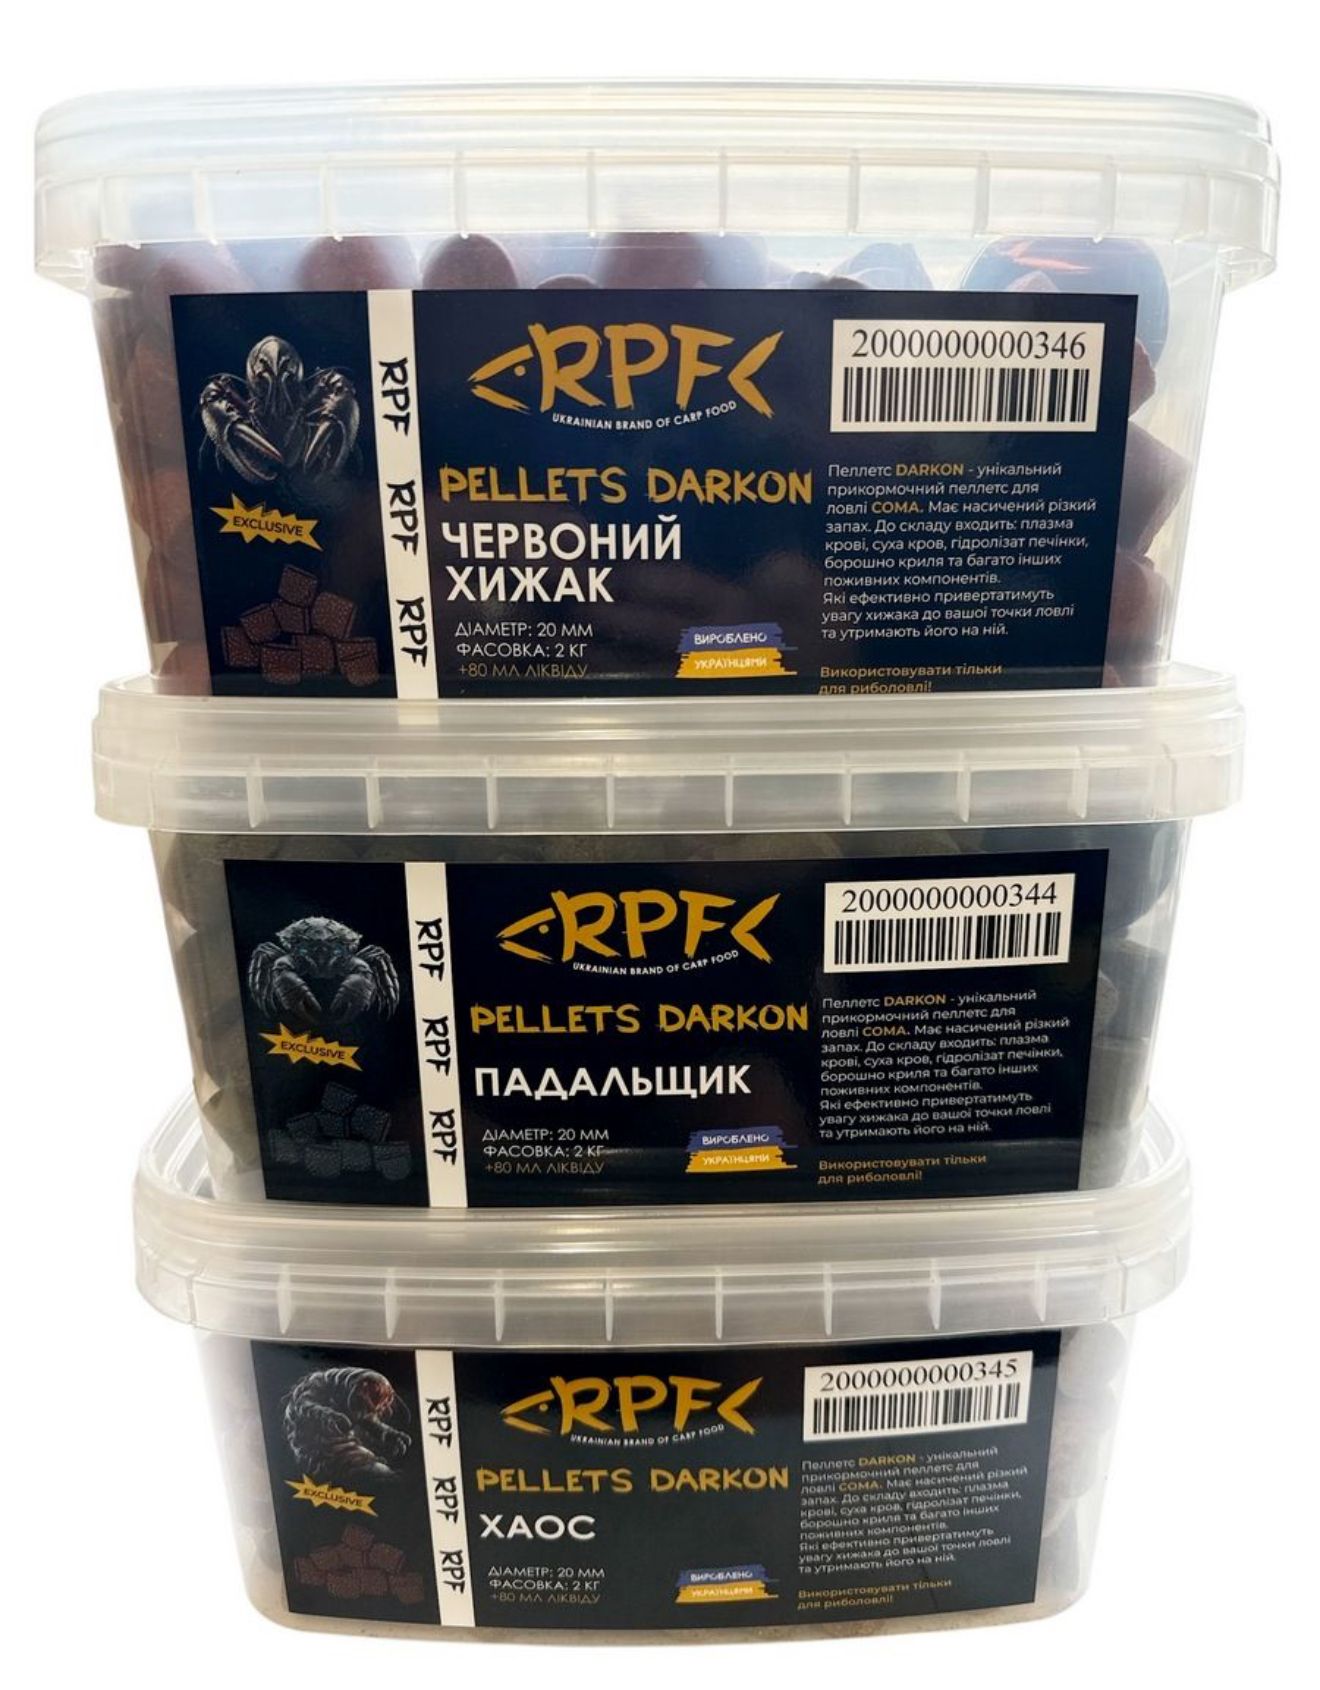 RPF
RPF
RPF
EXCLUSIVE
RPF
UKRAINIAN BRAND OF CARP FOOD
PELLETS DARKON
ЧЕРВОНИЙ
ХИЖАК
ДІАМЕТР: 20 ММ
ФАСОВКА: 2 КГ
+80 МЛ ЛІКВІДУ
ВИРОБЛЕНО
УКРАЇНЦЯМИ
2000000000346
Пеллетс DARKON - унікальний
прикормочний пеллетс для
ловлі СОМА. Має насичений різкий
запах. До складу входить: плазма
крові, суха кров, гідролізат печінки,
борошно криля та багато інших
поживних компонентів.
Які ефективно привертатимуть
увагу хижака до вашої точки ловлі
та утримають його на ній.
Використовувати тільки
для риболовлі!
RPF
RPF
RPF
EXCLUSIVE
RPF
UKRAINIAN BRAND OF CARP FOOD
PELLETS DARKON
ПАДАЛЬЩИК
ДІАМЕТР: 20 ММ
ФАСОВКА: 2 КГ
+80 МЛ ЛІКВІДУ
ВИРОБЛЕНО
УКРАЇНЦЯМИ
2000000000344
Пеллетс DARKON - унікальний
прикормочний пеллетс для
ловлі СОМА. Має насичений різкий
запах. До складу входить: плазма
крові, суха кров, гідролізат печінки,
борошно криля та багато інших
поживних компонентів.
Які ефективно привертатимуть
увагу хижака до вашої точки ловлі
та утримають його на ній.
Використовувати тільки
для риболовлі!
RPF
RPF
RPF
EXCLUSIVE
RPF
UKRAINIAN BRAND OF CARP FOOD
PELLETS DARKON
ХАОС
ДІАМЕТР: 20 ММ
ФАСОВКА: 2 КГ
+80 МЛ ЛІКВІДУ
ВИРОБЛЕНО
УКРАЇНЦЯМИ
2000000000345
Пеллетс DARKON - унікальний
прикормочний пеллетс для
ловлі СОМА. Має насичений різкий
запах. До складу входить: плазма
крові, суха кров, гідролізат печінки,
борошно криля та багато інших
поживних компонентів.
Які ефективно привертатимуть
увагу хижака до вашої точки ловлі
та утримають його на ній.
Використовувати тільки
для риболовлі!